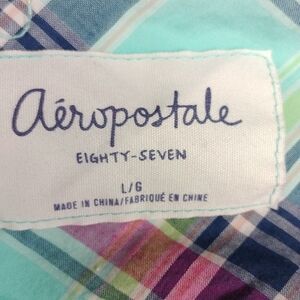 aéropostale
EIGHTY-SEVEN
L/G
MADE IN CHINA/FABRIQUÉ EN CHINE